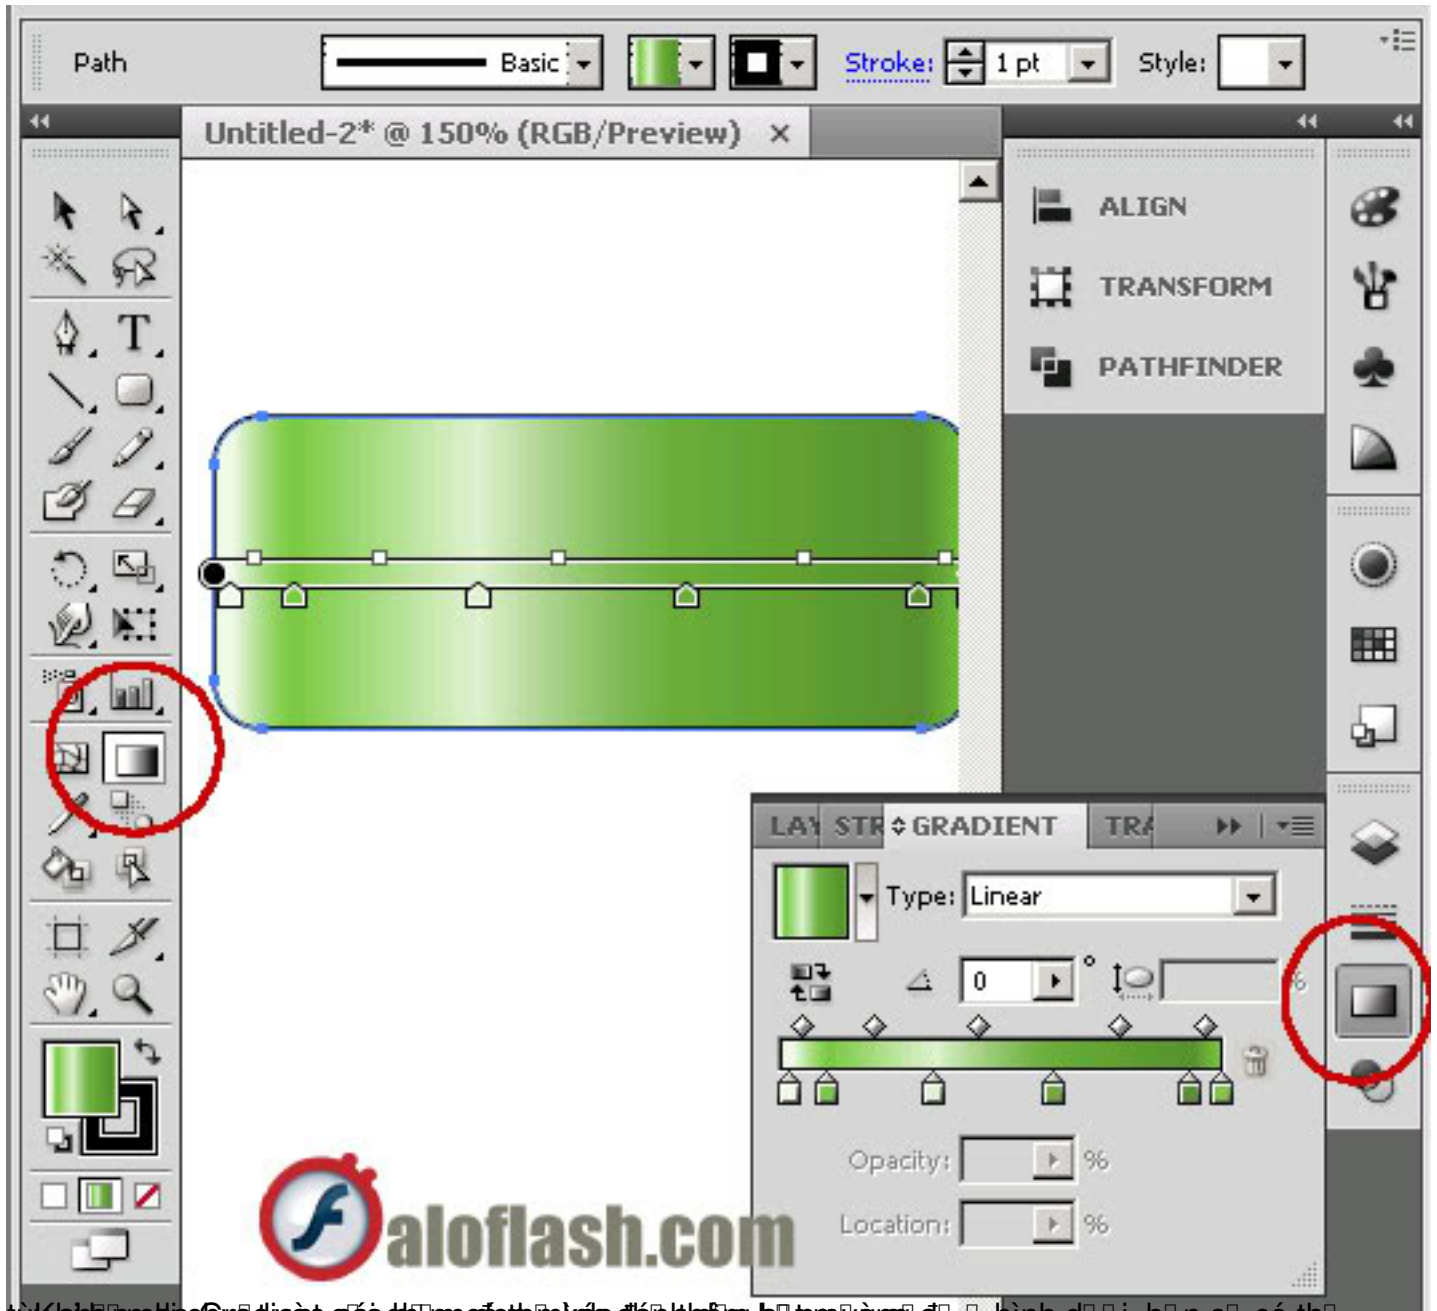 Path Basic Stroke: 1 pt Style:
Untitled-2* @ 150% (RGB/Preview) ×
ALIGN
TRANSFORM
PATHFINDER
T
LAY STR GRADIENT TRA
Type: Linear
0 ° %
Opacity: %
Location: %
aloflash.com